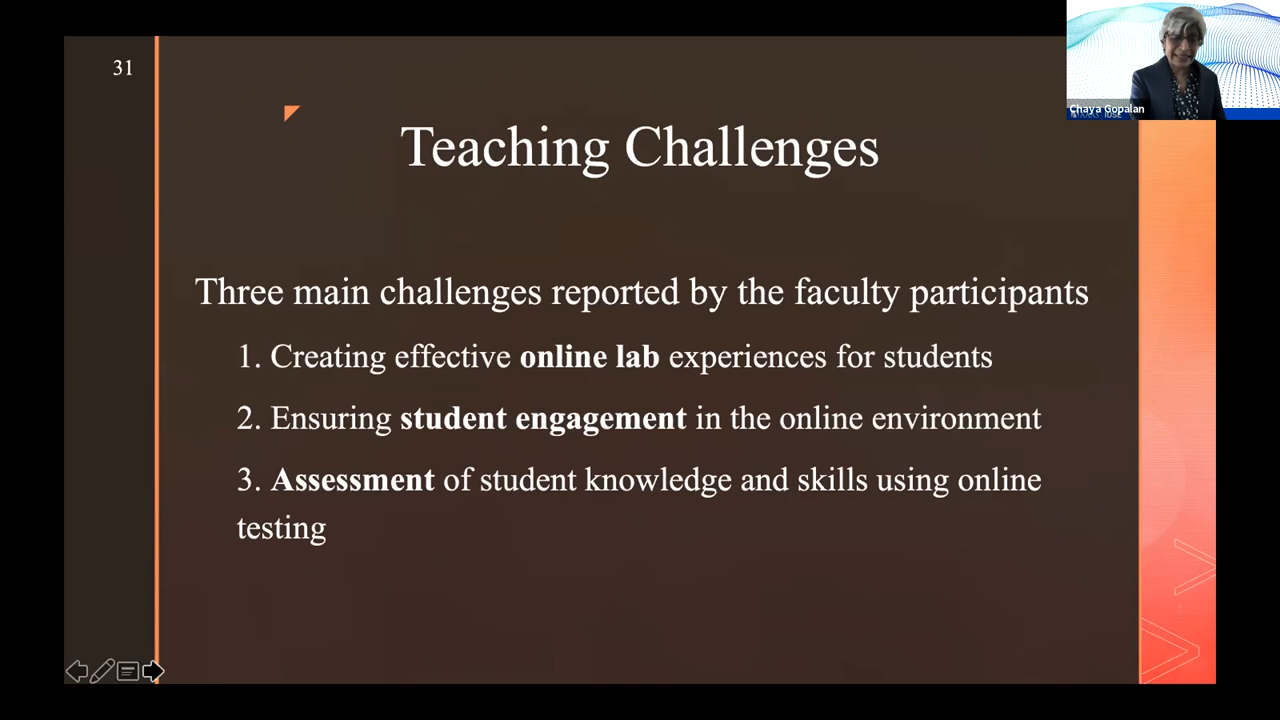 31
Chaya Gopalan
Teaching Challenges
Three main challenges reported by the faculty participants
1. Creating effective online lab experiences for students
2. Ensuring student engagement in the online environment
3. Assessment of student knowledge and skills using online
testing